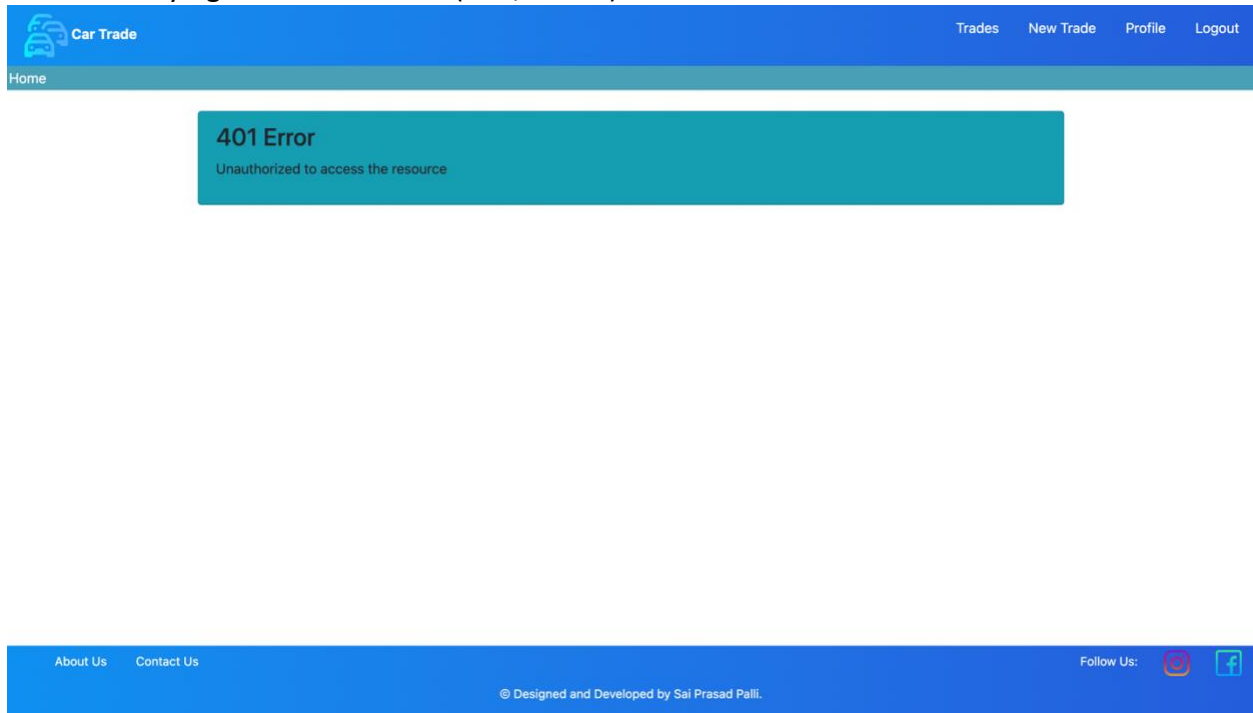 Car Trade Trades New Trade Profile Logout
Home
401 Error
Unauthorized to access the resource
About Us Contact Us Follow Us:
© Designed and Developed by Sai Prasad Palli.